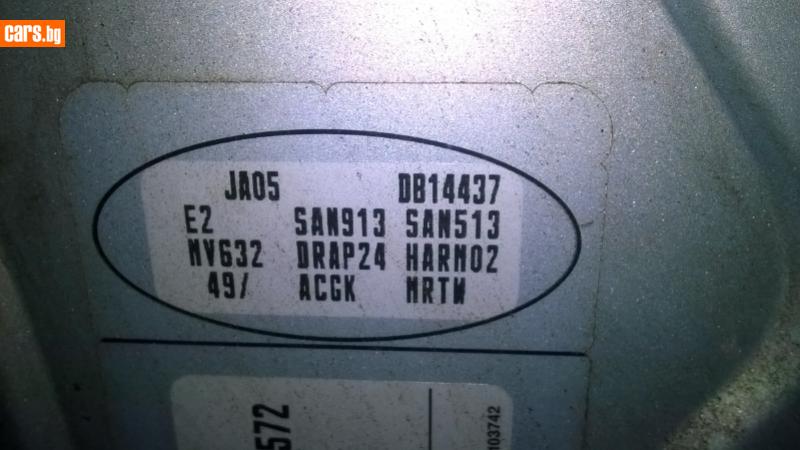 cars.bg
JA05 DB14437
E2 SAN913 SAN513
MV632 DRAP24 HARM02
49/ ACGK MRTW
572
103742